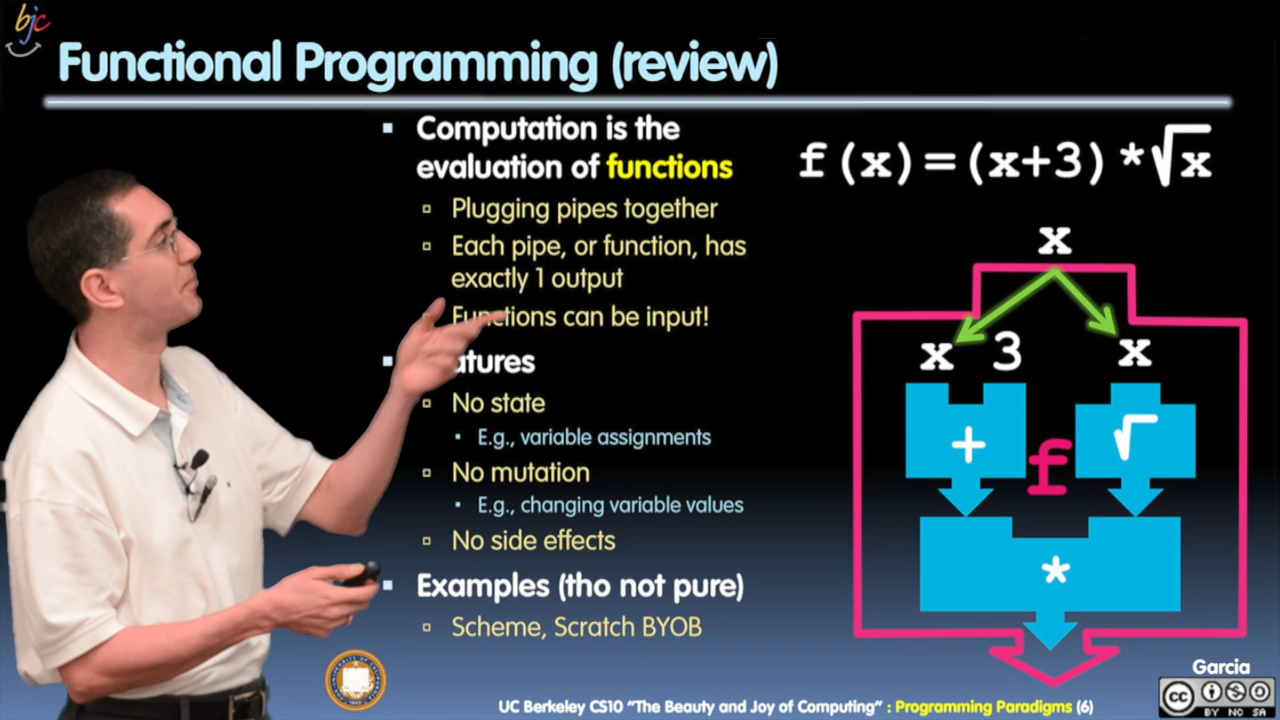 bjc
Functional Programming (review)
Computation is the
evaluation of functions
Plugging pipes together
Each pipe, or function, has
exactly 1 output
Functions can be input!
atures
No state
E.g., variable assignments
No mutation
E.g., changing variable values
No side effects
Examples (tho not pure)
Scheme, Scratch BYOB
f(x)=(x+3)*√x
x
x 3 x
+ f √
*
Garcia
UC Berkeley CS10 "The Beauty and Joy of Computing" : Programming Paradigms (6)
cc
BY NC SA